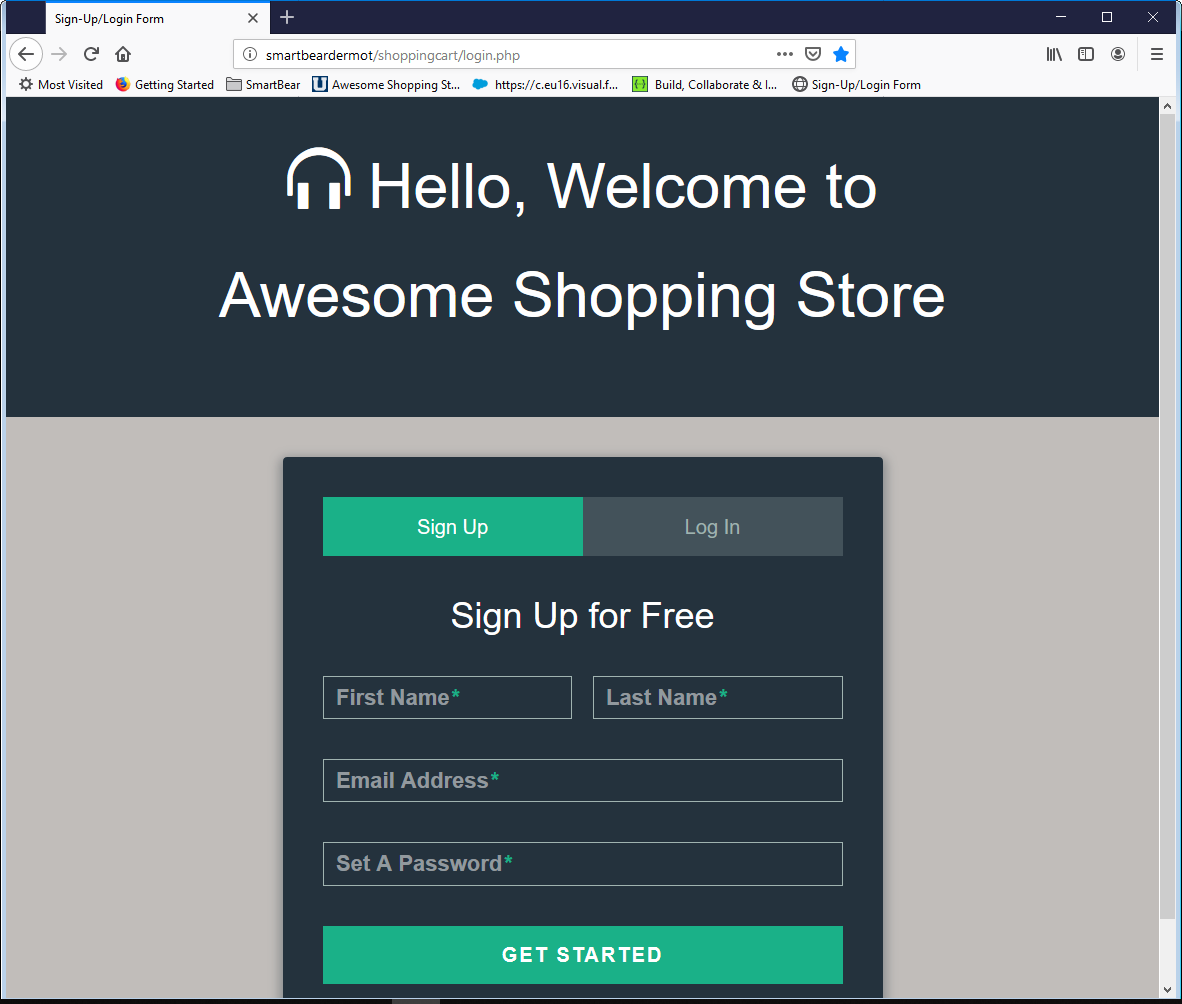 Sign-Up/Login Form
smartbeardermot/shoppingcart/login.php
Most Visited Getting Started SmartBear Awesome Shopping St... https://c.eu16.visual.f... Build, Collaborate & I... Sign-Up/Login Form
Hello, Welcome to
Awesome Shopping Store
Sign Up Log In
Sign Up for Free
First Name* Last Name*
Email Address*
Set A Password*
GET STARTED